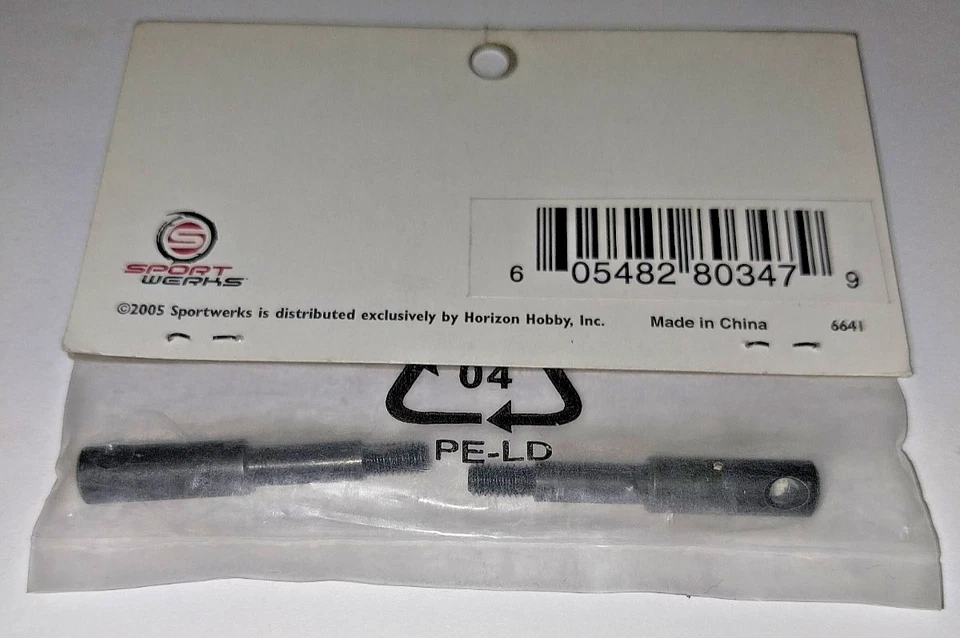 SPORT
WERKS
6 05482 80347 9
©2005 Sportwerks is distributed exclusively by Horizon Hobby, Inc. Made in China 6641
04
PE-LD